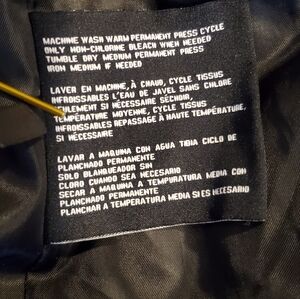 MACHINE WASH WARM PERMANENT PRESS CYCLE
ONLY NON-CHLORINE BLEACH WHEN NEEDED
TUMBLE DRY MEDIUM PERMANENT PRESS
IRON MEDIUM IF NEEDED
LAVER EN MACHINE, À CHAUD, CYCLE TISSUS
INFROISSABLES L'EAU DE JAVEL SANS CHLORE
SEULEMENT SI NÉCESSAIRE SÉCHOIR,
TEMPÉRATURE MOYENNE, CYCLE TISSUS
INFROISSABLES REPASSAGE À HAUTE TEMPÉRATURE,
SI NÉCESSAIRE
LAVAR A MAQUINA CON AGUA TIBIA CICLO DE
PLANCHADO PERMANENTE
SOLO BLANQUEADOR SIN
CLORO CUANDO SEA NECESARIO
SECAR A MAQUINA A TEMPURATURA MEDIA CON
PLANCHADO PERMANENTE
PLANCHAR A TEMPERATURA MEDIA SI ES NECESARIO